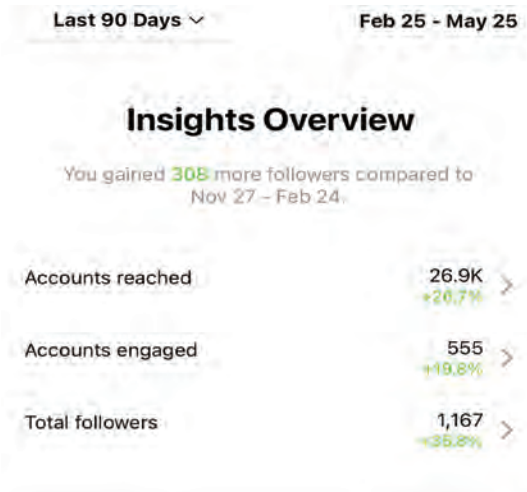 Last 90 Days
Feb 25 - May 25
Insights Overview
You gained 308 more followers compared to
Nov 27 - Feb 24
Accounts reached
26.9K
+26.7%
Accounts engaged
555
+19.8%
Total followers
1,167
+35.8%